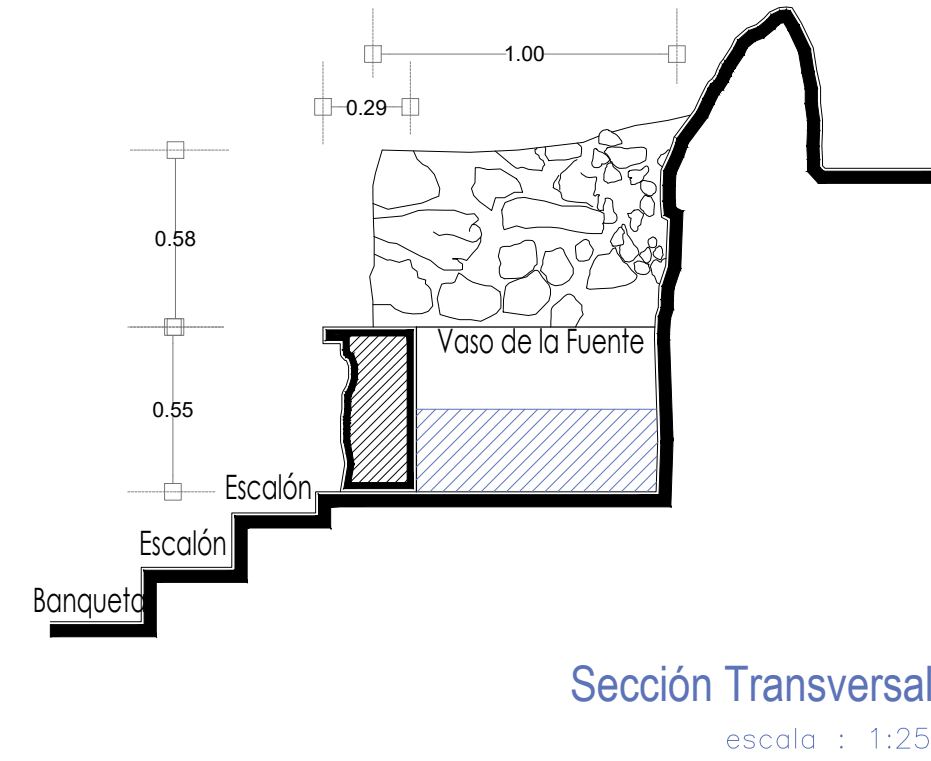 1.00
0.29
0.58
Vaso de la Fuente
0.55
Escalón
Escalón
Banqueta
Sección Transversal
escala : 1:25